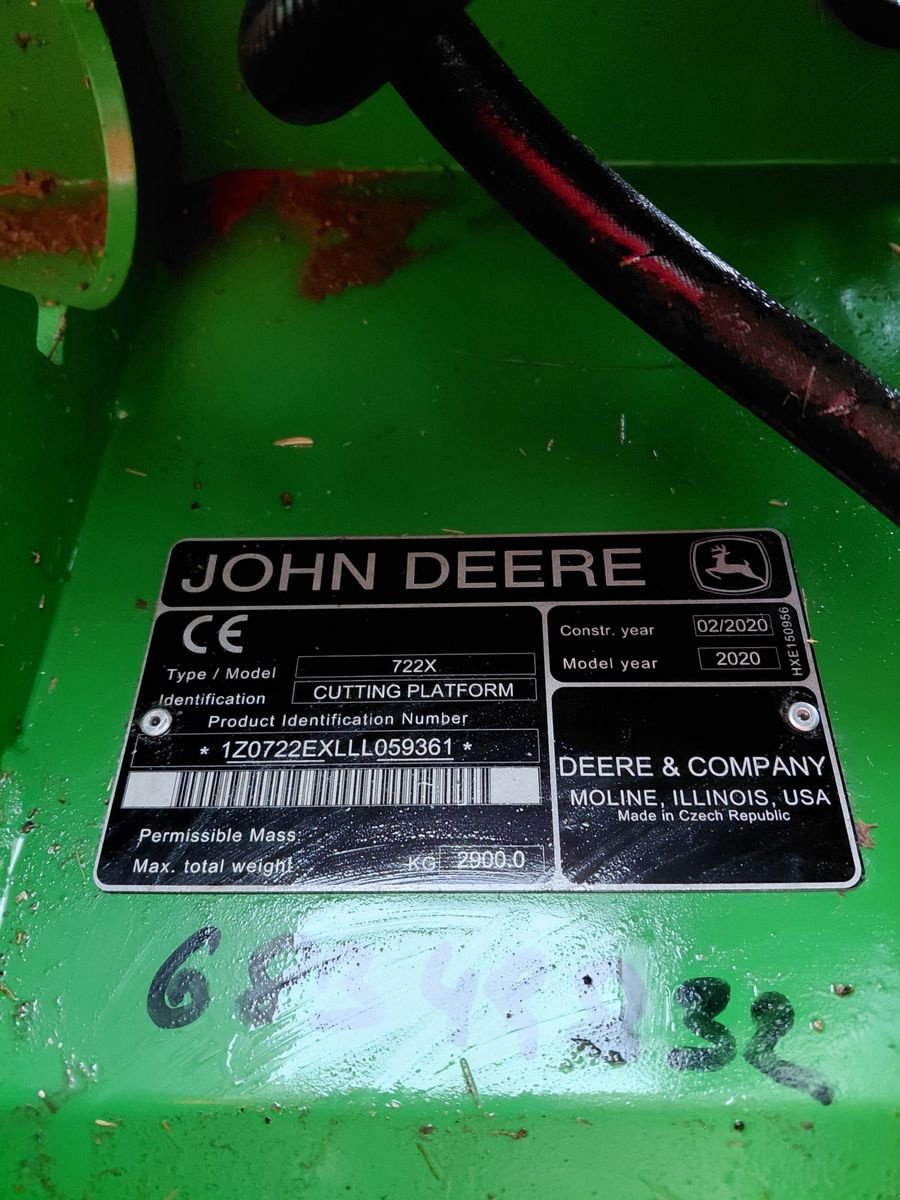 JOHN DEERE
CE
Constr. year 02/2020
Model year 2020
HXE150956
Type / Model 722X
Identification CUTTING PLATFORM
Product Identification Number
* 1Z0722EXLLL059361 *
Permissible Mass:
Max. total weight KG 2900.0
DEERE & COMPANY
MOLINE, ILLINOIS, USA
Made in Czech Republic